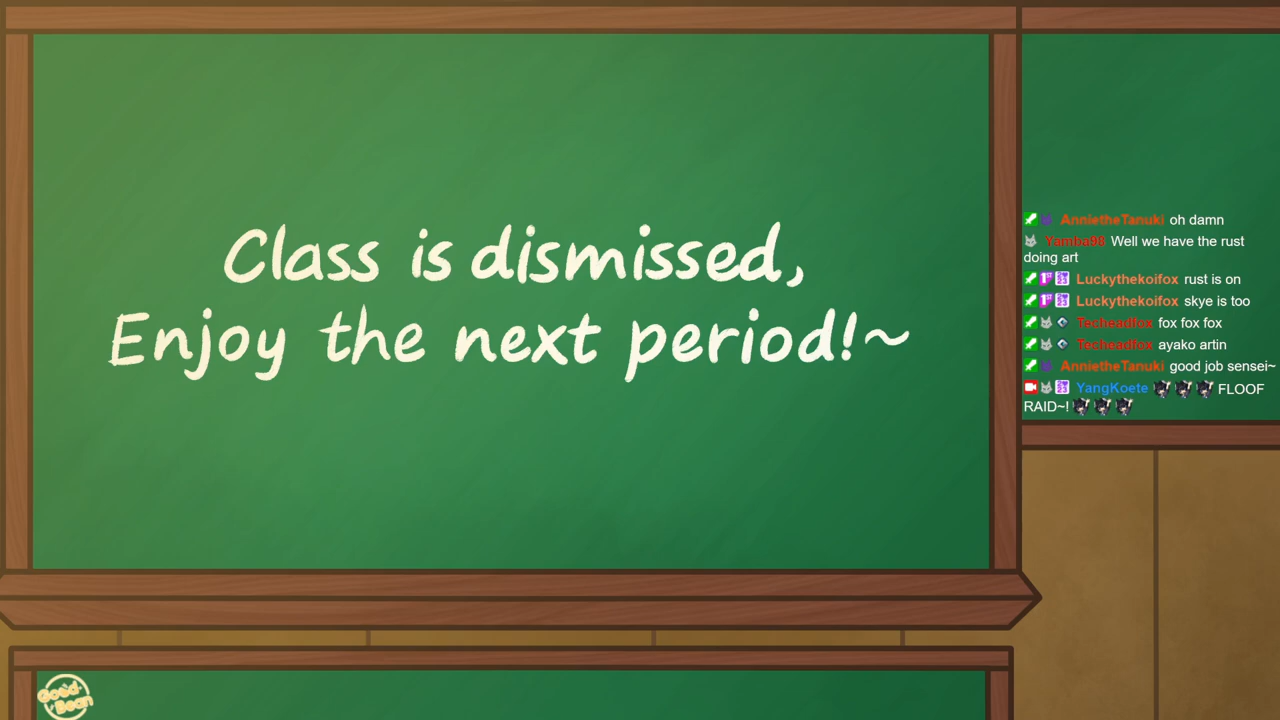 Class is dismissed,
Enjoy the next period!~
AnnietheTanuki oh damn
Yamba98 Well we have the rust
doing art
Luckythekoifox rust is on
Luckythekoifox skye is too
Techeadfox fox fox fox
Techeadfox ayako artin
AnnietheTanuki good job sensei~
YangKoete FLOOF
RAID~!
Good
Bean